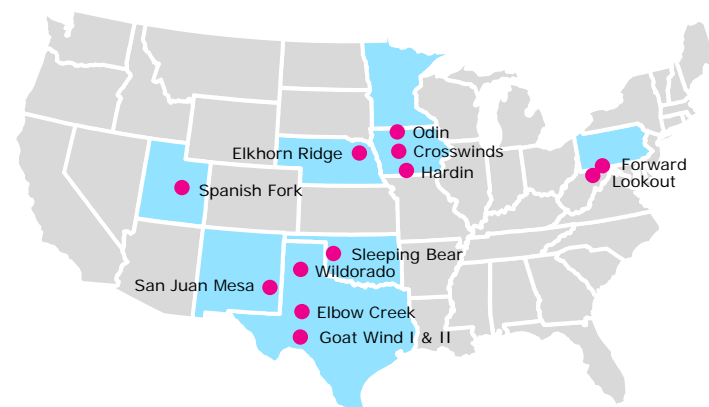 Odin
Elkhorn Ridge
Crosswinds
Hardin
Forward
Lookout
Spanish Fork
Sleeping Bear
Wildorado
San Juan Mesa
Elbow Creek
Goat Wind I & II